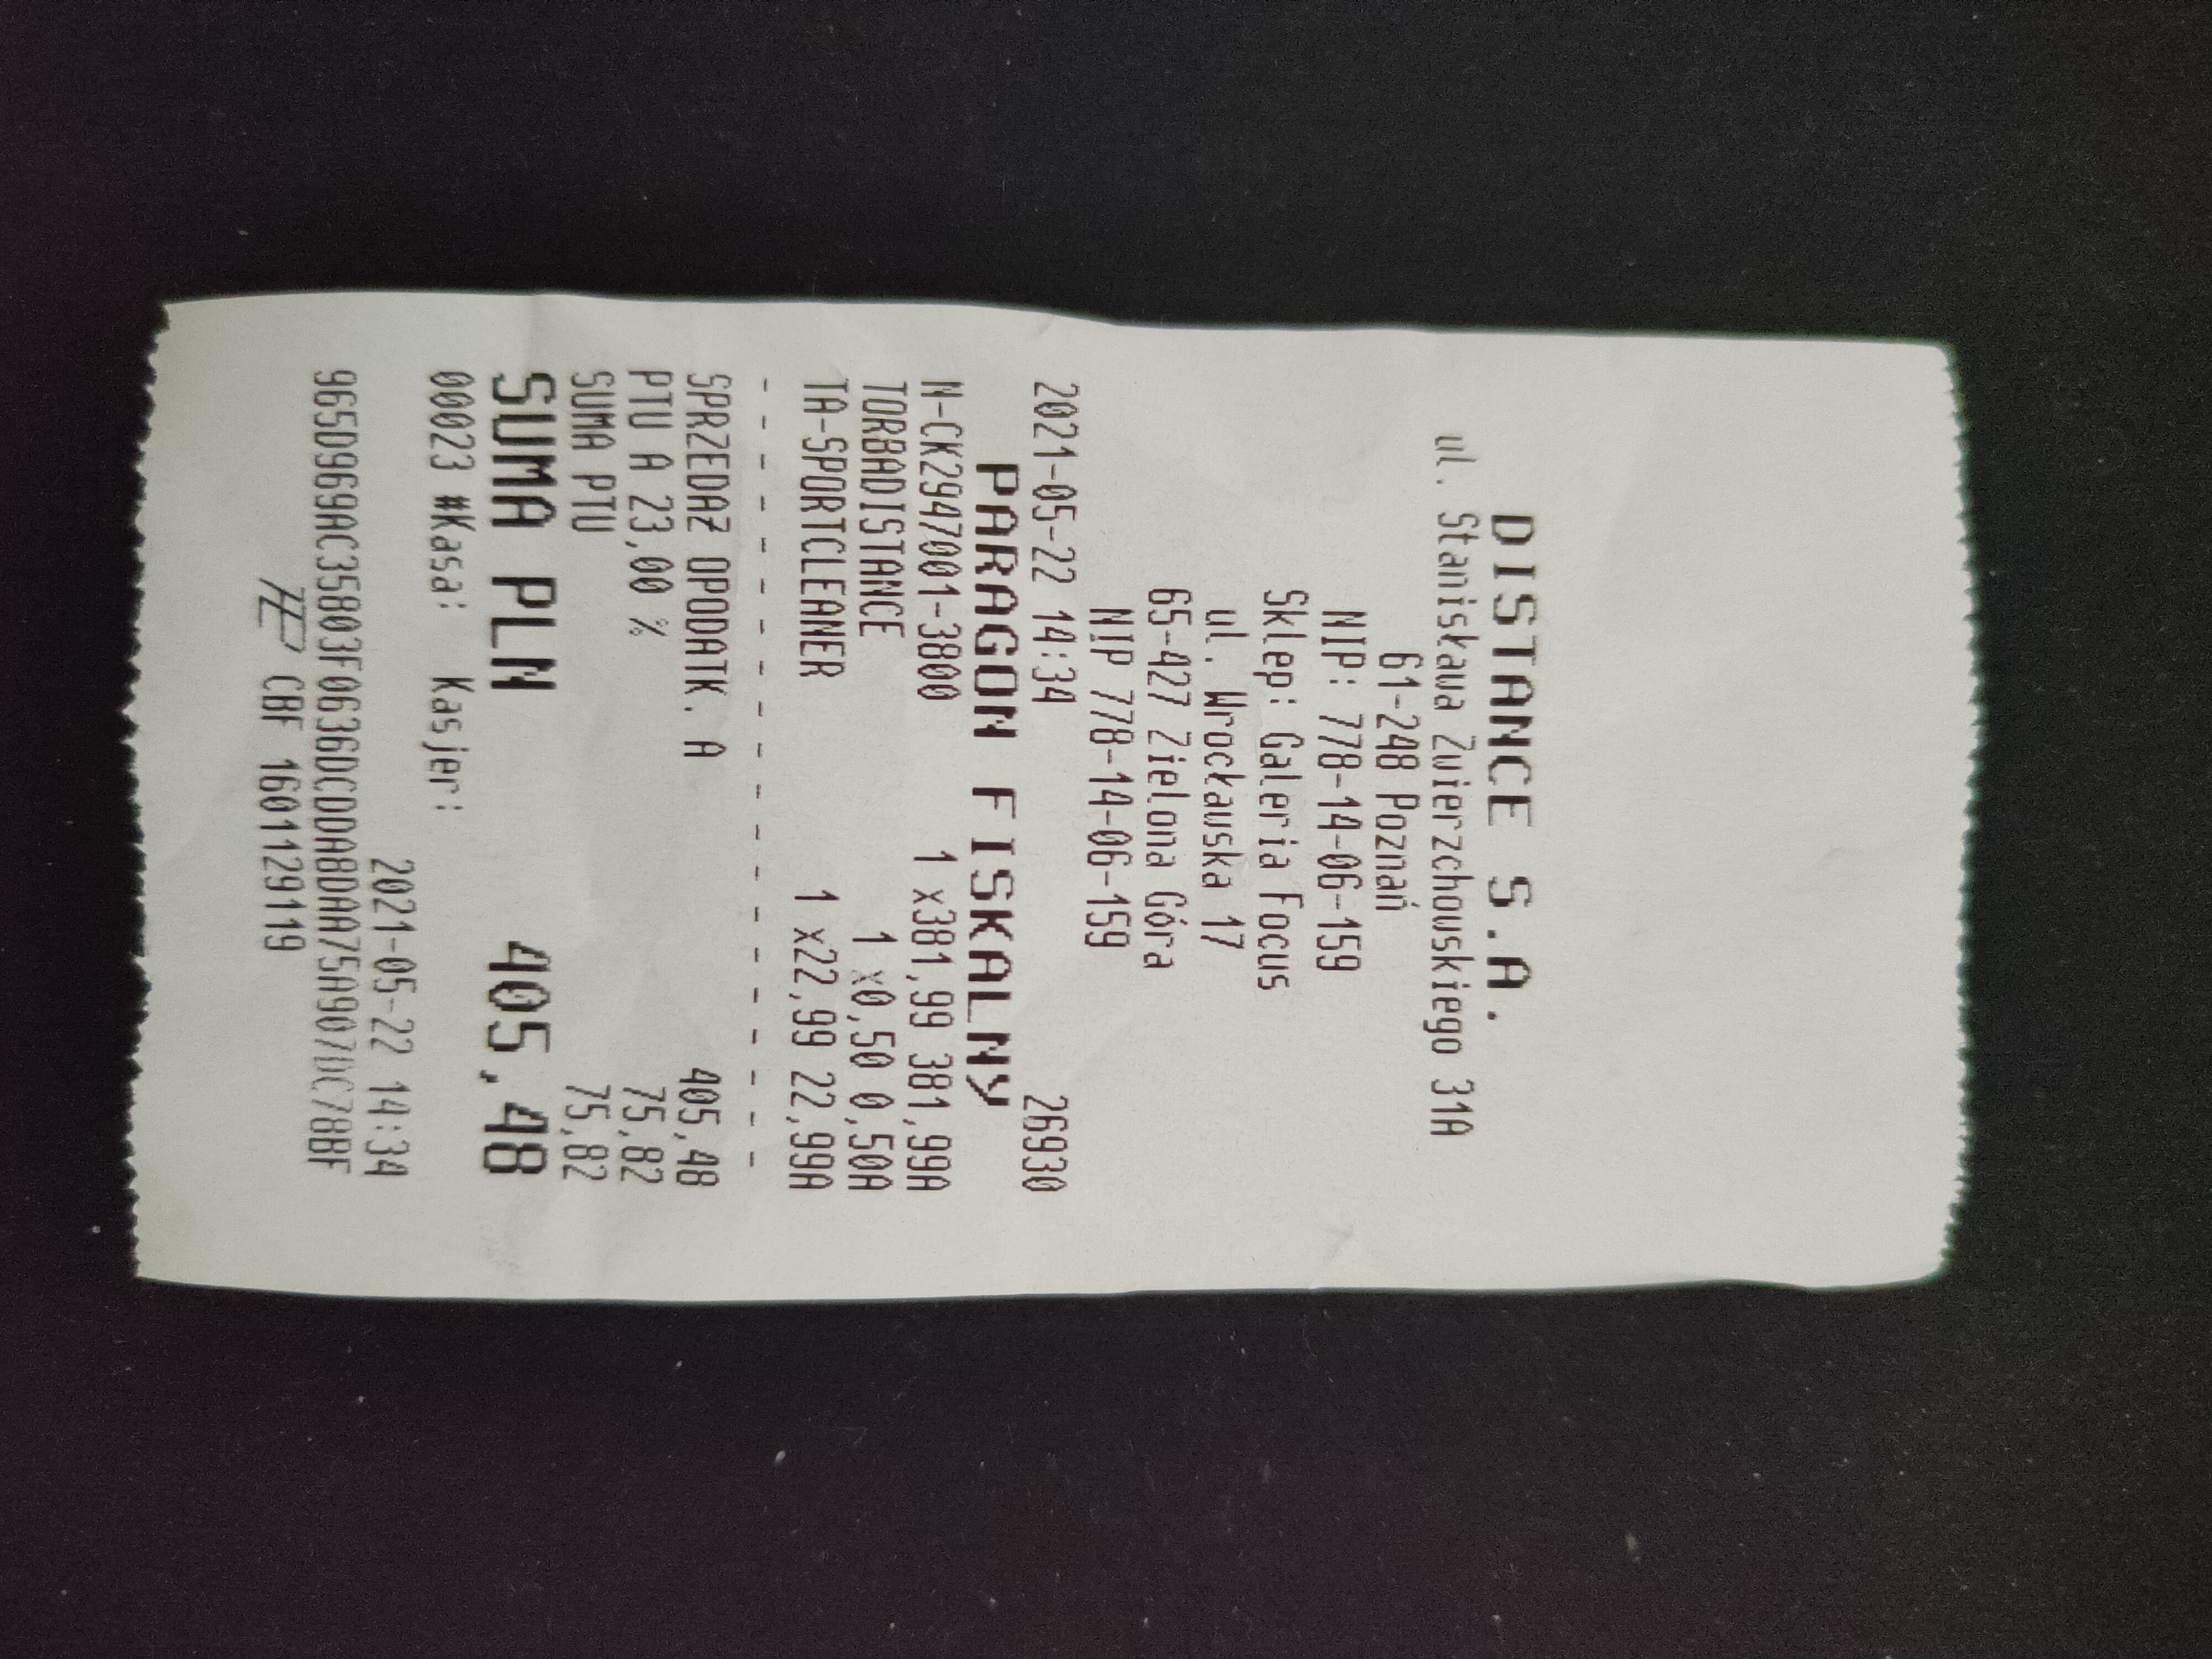 DISTANCE S.A.
ul. Stanisława Zwierzchowskiego 31A
61-248 Poznań
NIP: 778-14-06-159
Sklep: Galeria Focus
ul. Wrocławska 17
65-427 Zielona Góra
NIP 778-14-06-159
2021-05-22 14:34 26930
PARAGON FISKALNY
N-CK2947001-3800 1 x381,99 381,99A
TORBADISTANCE 1 x0,50 0,50A
TA-SPORTCLEANER 1 x22,99 22,99A
- - - - - - - - - - - - - - - - - - - -
SPRZEDAŻ OPODATK. A 405,48
PTU A 23,00 % 75,82
SUMA PTU 75,82
SUMA PLN 405.48
00023 #Kasa: Kasjer:
2021-05-22 14:34
CBF 1601129119